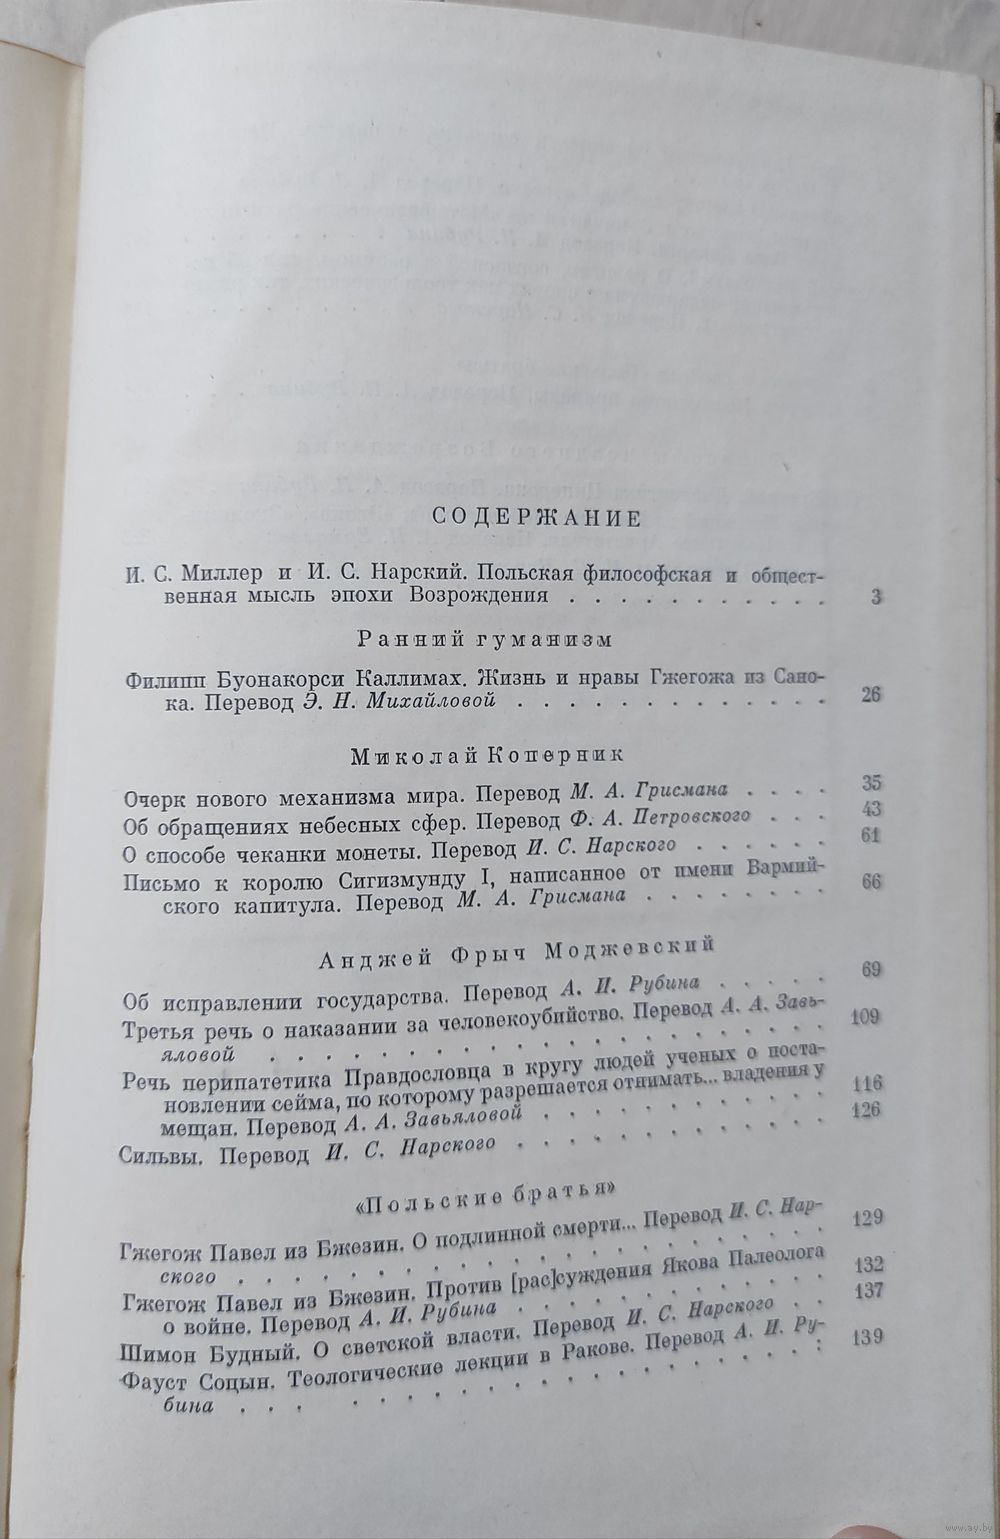 СОДЕРЖАНИЕ
И. С. Миллер и И. С. Нарский. Польская философская и общест-
венная мысль эпохи Возрождения . . . . . . . . . . . 3
Ранний гуманизм
Филипп Буонакорси Каллимах. Жизнь и нравы Гжегожа из Сано-
ка. Перевод Э. Н. Михайловой . . . . . . . . . . . . . 26
Миколай Коперник
Очерк нового механизма мира. Перевод М. А. Грисмана . . . . 35
Об обращениях небесных сфер. Перевод Ф. А. Петровского . . . 43
О способе чеканки монеты. Перевод И. С. Нарского . . . . . . 61
Письмо к королю Сигизмунду I, написанное от имени Вармий-
ского капитула. Перевод М. А. Грисмана . . . . . . . . 66
Анджей Фрыч Моджевский
Об исправлении государства. Перевод А. И. Рубина . . . . . 69
Третья речь о наказании за человекоубийство. Перевод А. А. Завь-
яловой . . . . . . . . . . . . . . . . . . . . 109
Речь перипатетика Правдословца в кругу людей ученых о поста-
новлении сейма, по которому разрешается отнимать... владения у
мещан. Перевод А. А. Завьяловой . . . . . . . . . . . 116
Сильвы. Перевод И. С. Нарского . . . . . . . . . . . . 126
«Польские братья»
Гжегож Павел из Бжезин. О подлинной смерти... Перевод И. С. Нар-
ского . . . . . . . . . . . . . . . . . . . . . 129
Гжегож Павел из Бжезин. Против [рас]суждения Якова Палеолога
о войне. Перевод А. И. Рубина . . . . . . . . . . . . 132
Шимон Будный. О светской власти. Перевод И. С. Нарского . . 137
Фауст Соцын. Теологические лекции в Ракове. Перевод А. И. Ру-
бина . . . . . . . . . . . . . . . . . . . . 139
www.ay.by